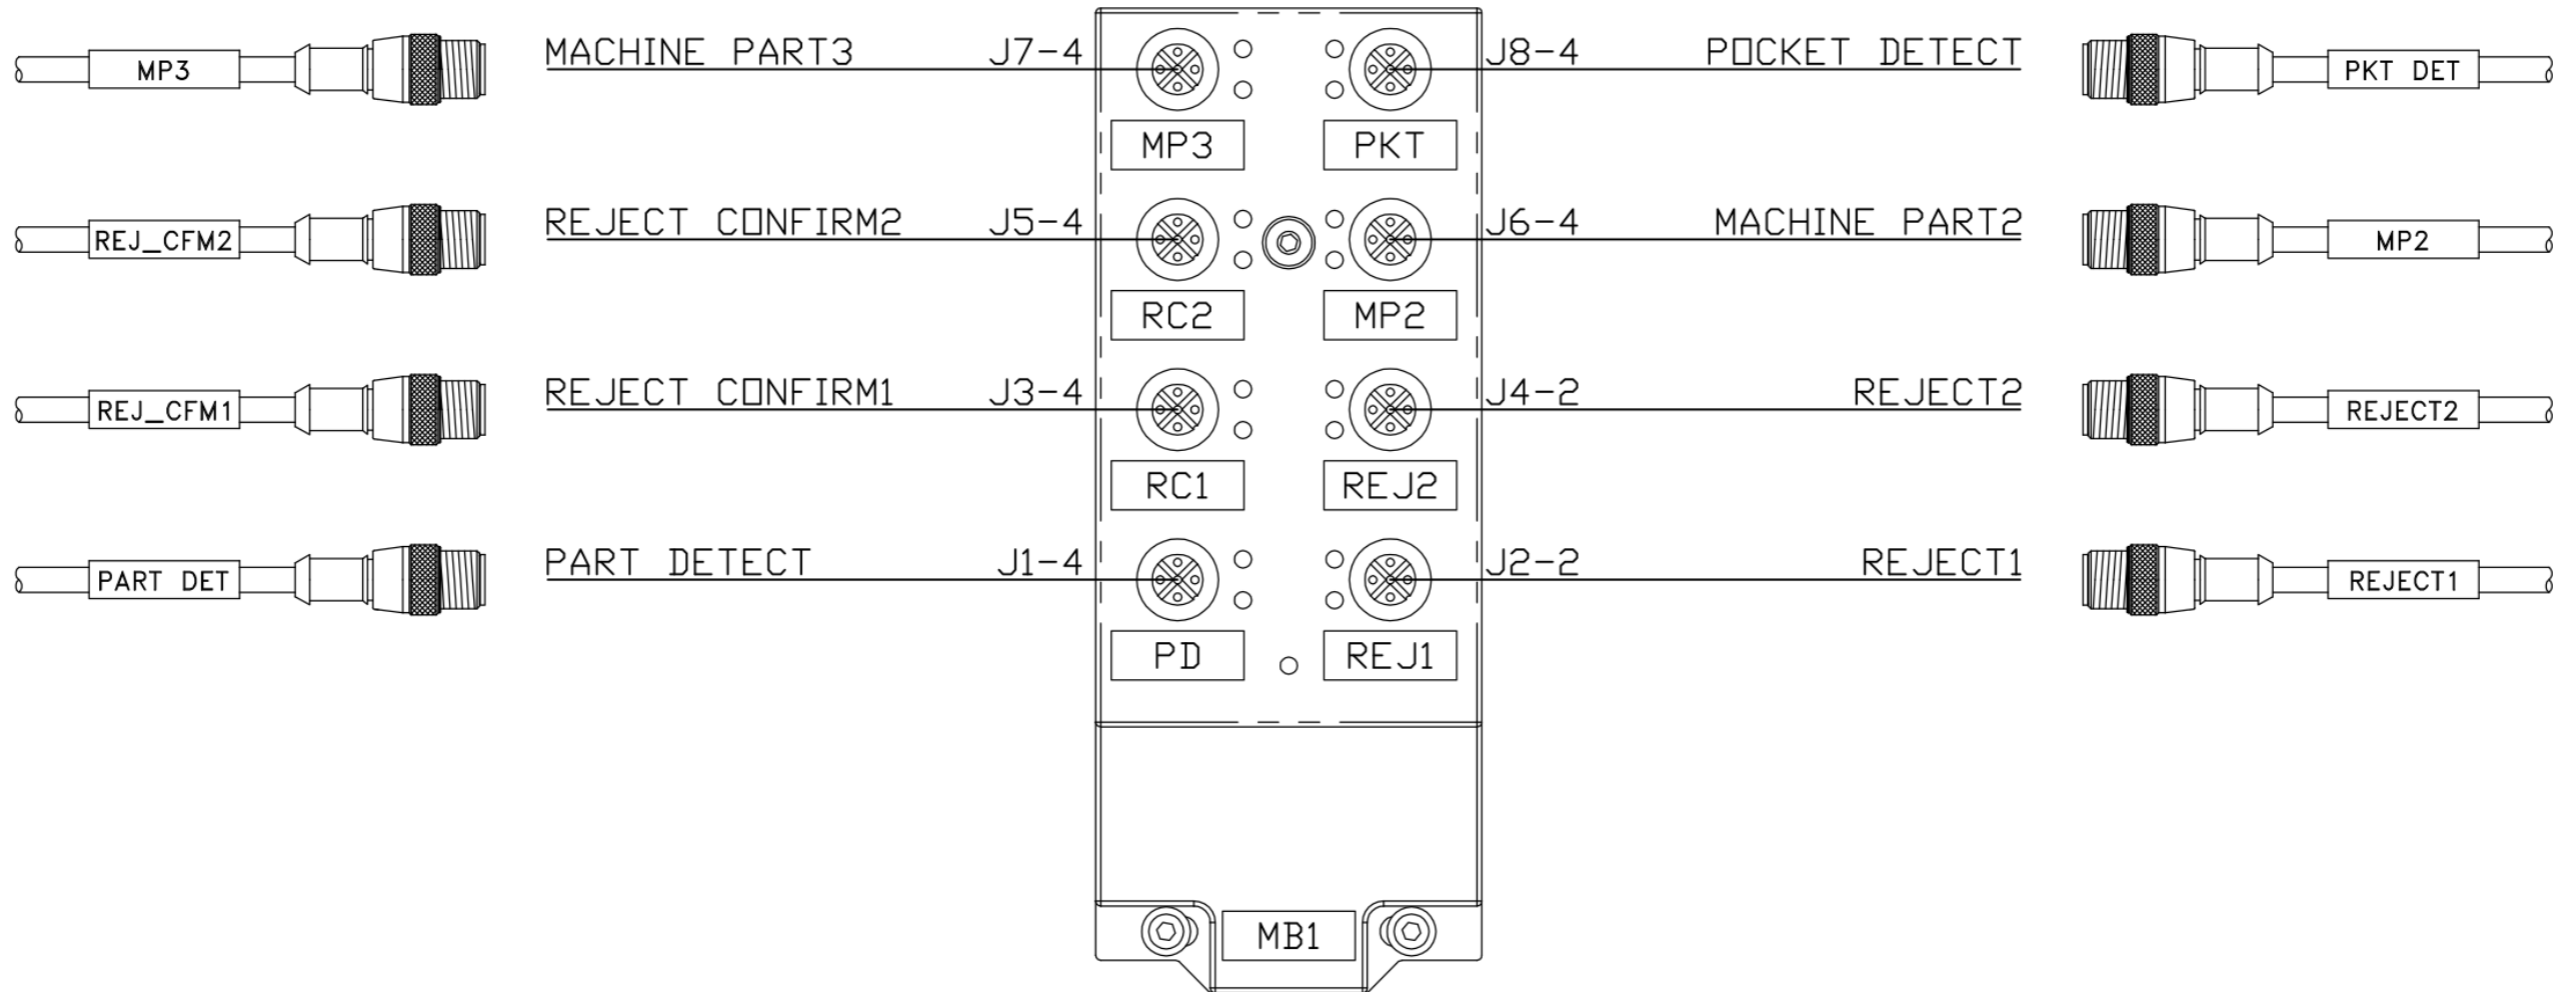 MP3 MACHINE PART3 J7-4 J8-4 POCKET DETECT PKT DET
MP3 PKT
REJ_CFM2 REJECT CONFIRM2 J5-4 J6-4 MACHINE PART2 MP2
RC2 MP2
REJ_CFM1 REJECT CONFIRM1 J3-4 J4-2 REJECT2 REJECT2
RC1 REJ2
PART DET PART DETECT J1-4 J2-2 REJECT1 REJECT1
PD REJ1
MB1